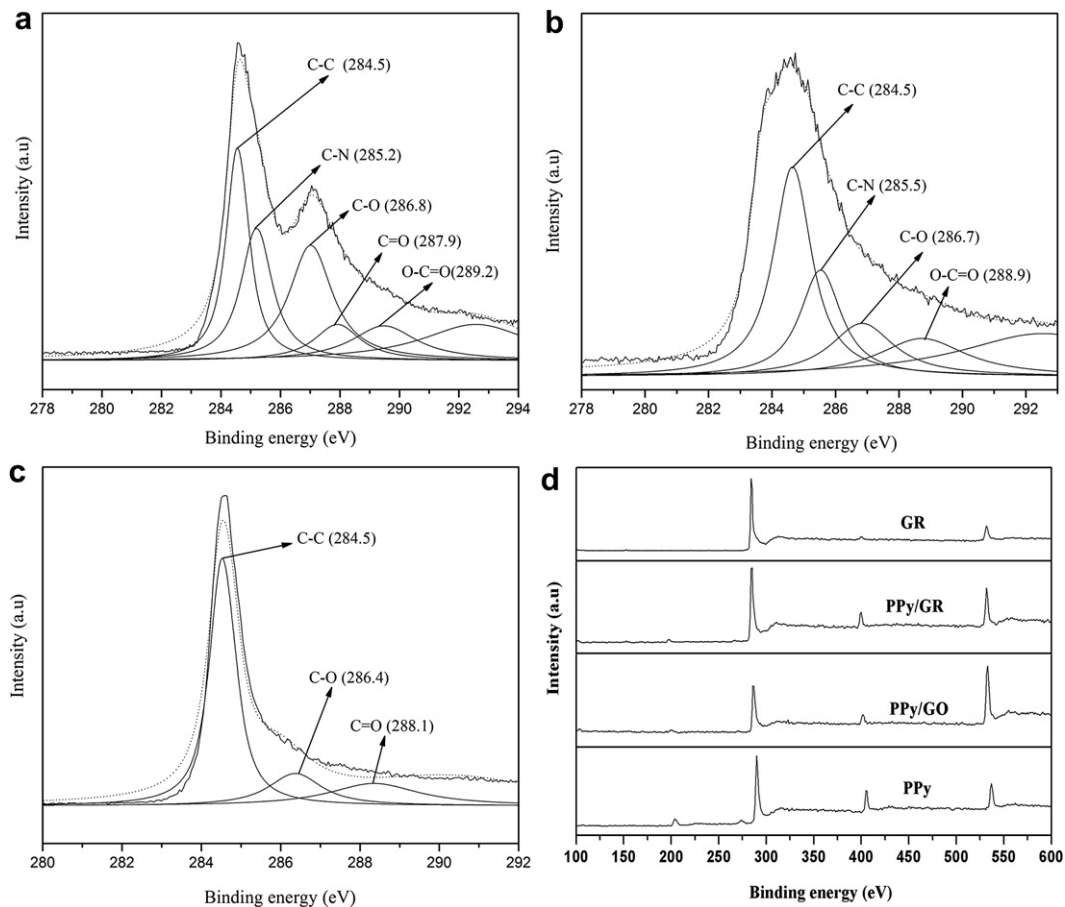 a
C-C (284.5)
C-N (285.2)
C-O (286.8)
C=O (287.9)
O-C=O(289.2)
Intensity (a.u)
278 280 282 284 286 288 290 292 294
Binding energy (eV)
b
C-C (284.5)
C-N (285.5)
C-O (286.7)
O-C=O (288.9)
Intensity (a.u)
278 280 282 284 286 288 290 292
Binding energy (eV)
c
C-C (284.5)
C-O (286.4)
C=O (288.1)
Intensity (a.u)
280 282 284 286 288 290 292
Binding energy (eV)
d
GR
PPy/GR
PPy/GO
PPy
Intensity (a.u)
100 150 200 250 300 350 400 450 500 550 600
Binding energy (eV)